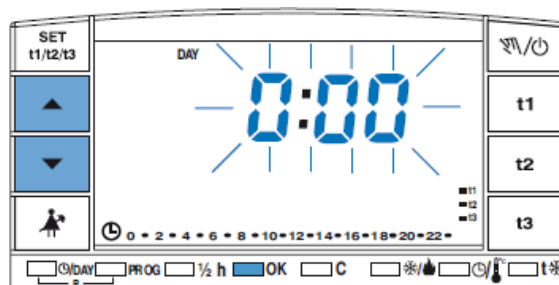 SET
t1/t2/t3
DAY
0:00
t1
t2
t3
t1
t2
t3
0 - 2 - 4 - 6 - 8 - 10 - 12 - 14 - 16 - 18 - 20 - 22 -
/DAY PROG ½ h OK C / / °C t
R